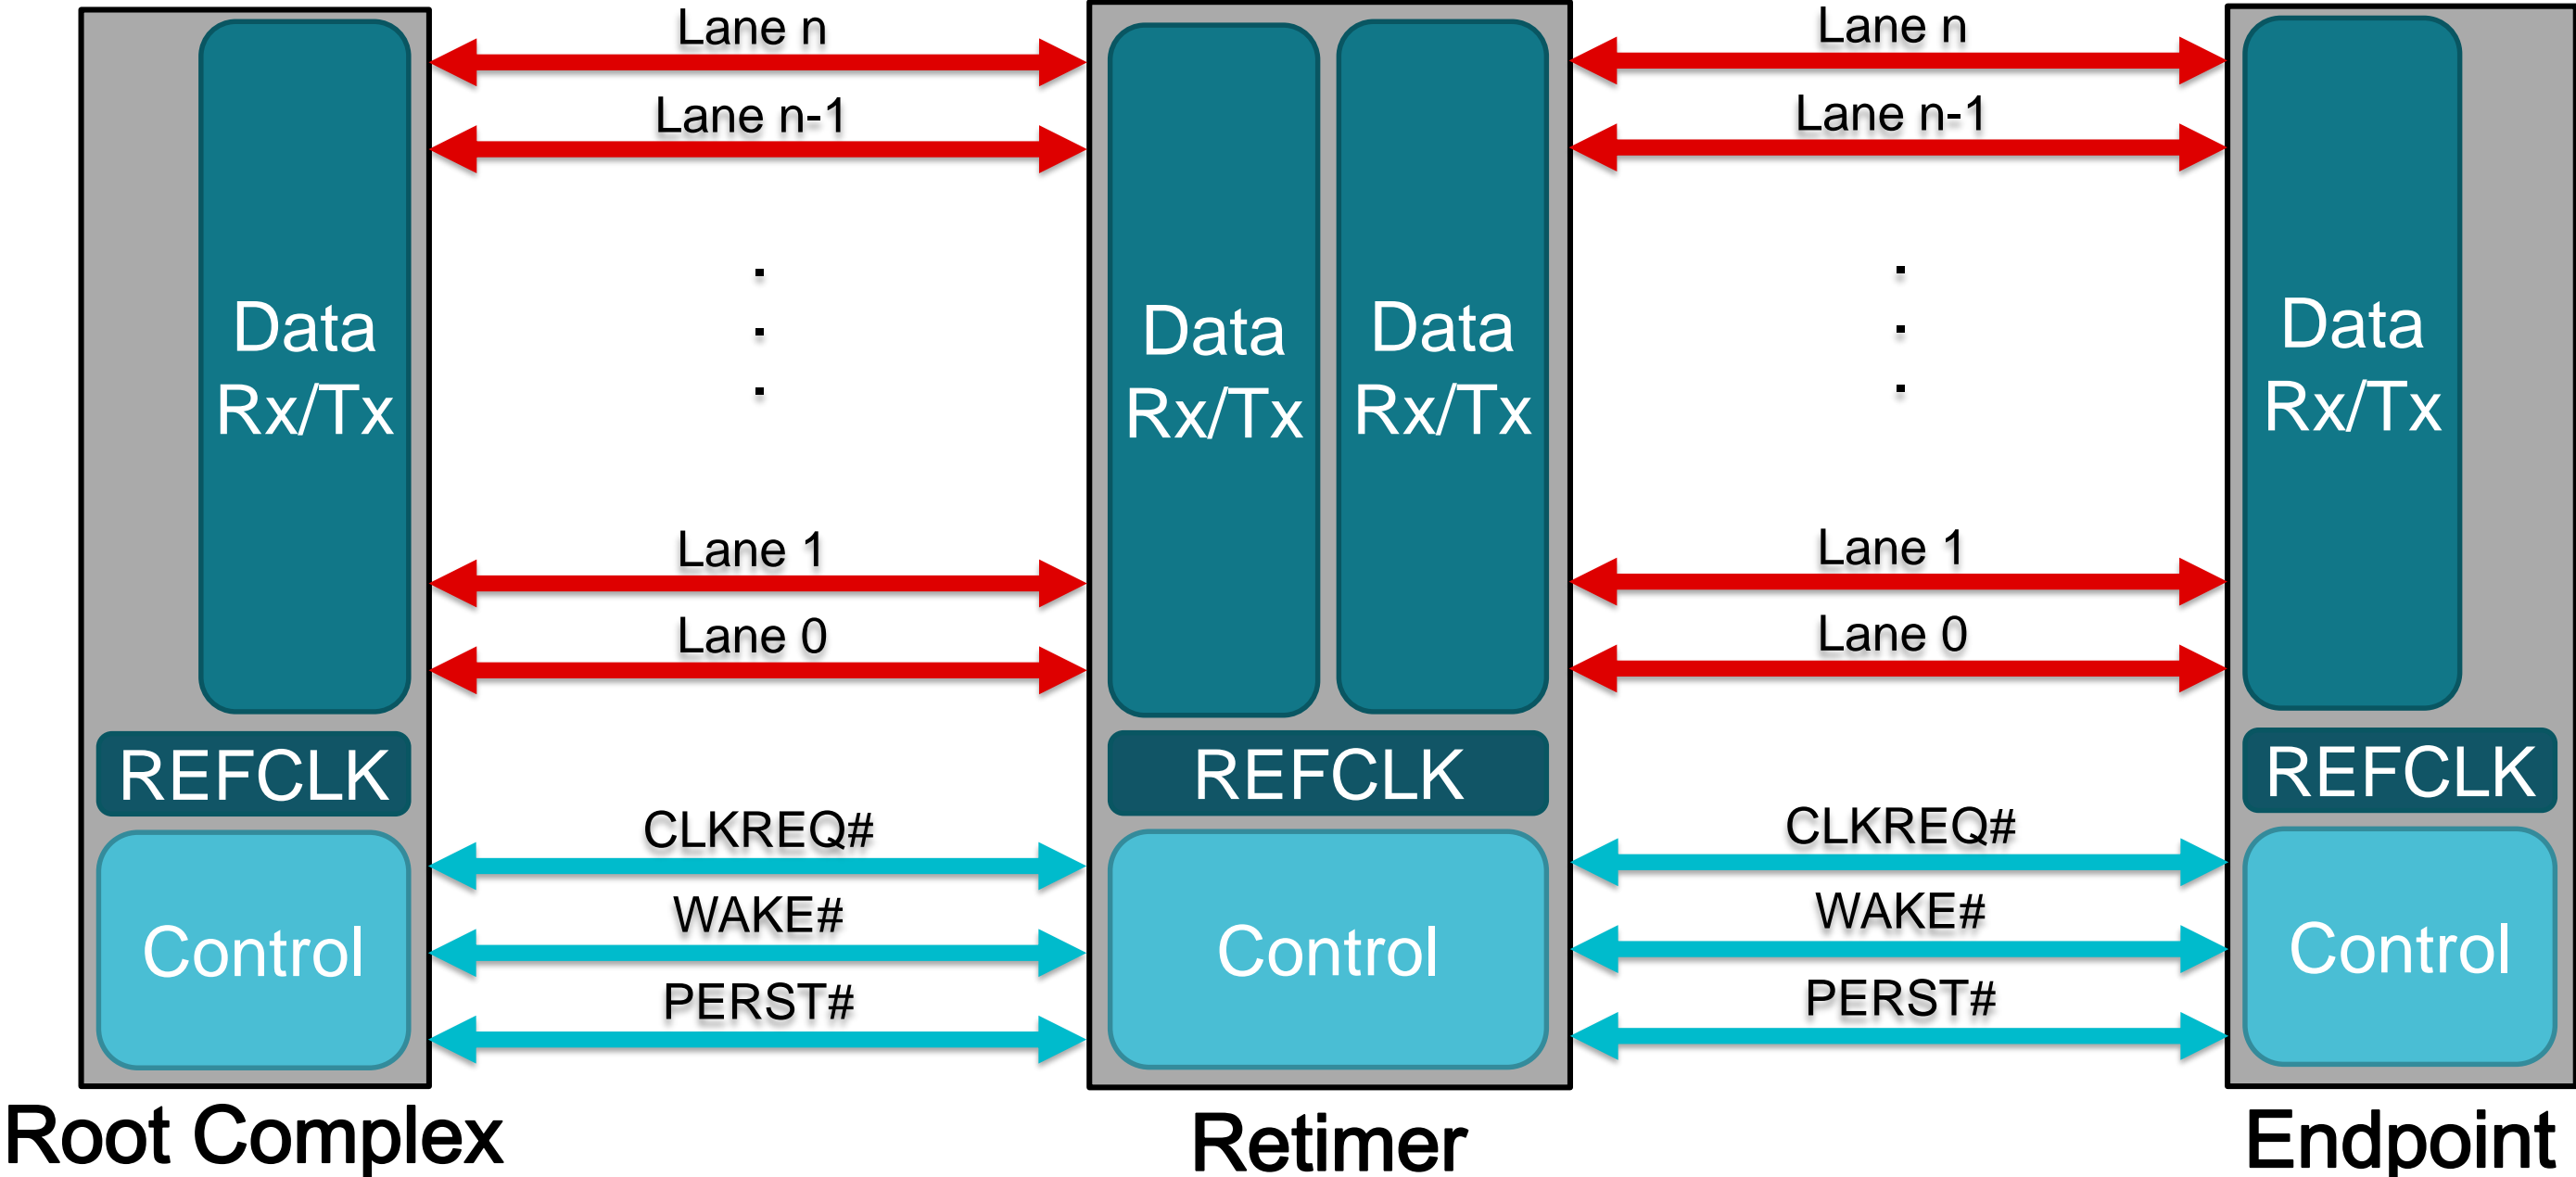 Lane n
Lane n-1
Lane 1
Lane 0
CLKREQ#
WAKE#
PERST#
Lane n
Lane n-1
Lane 1
Lane 0
CLKREQ#
WAKE#
PERST#
Data
Rx/Tx
REFCLK
Control
Root Complex
Data
Rx/Tx
Data
Rx/Tx
REFCLK
Control
Retimer
Data
Rx/Tx
REFCLK
Control
Endpoint